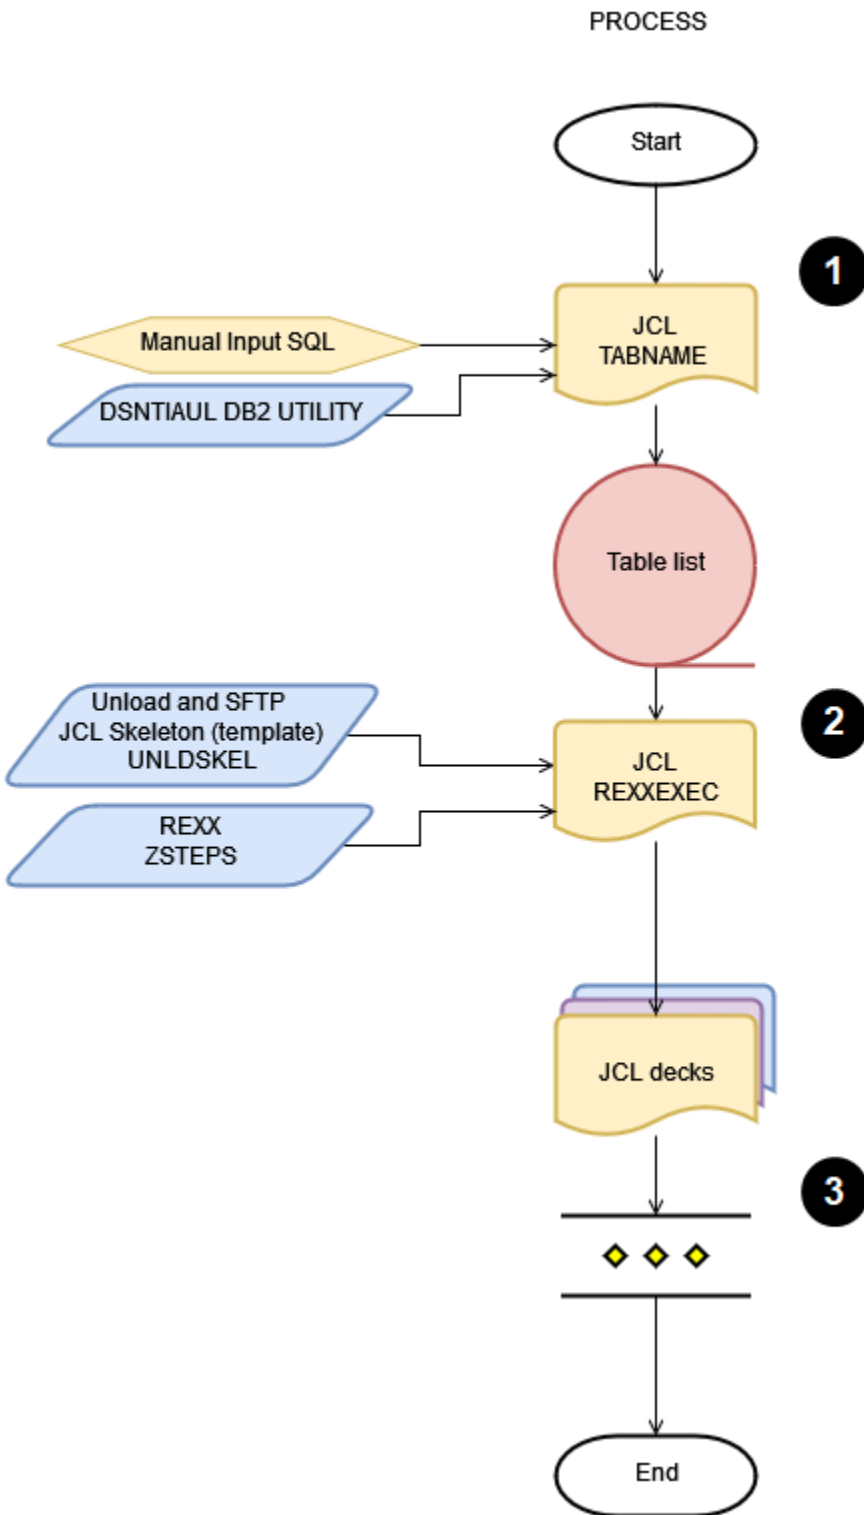 PROCESS
Start
1
JCL
TABNAME
Manual Input SQL
DSNTIAUL DB2 UTILITY
Table list
2
Unload and SFTP
JCL Skeleton (template)
UNLDSKEL
JCL
REXXEXEC
REXX
ZSTEPS
JCL decks
3
End